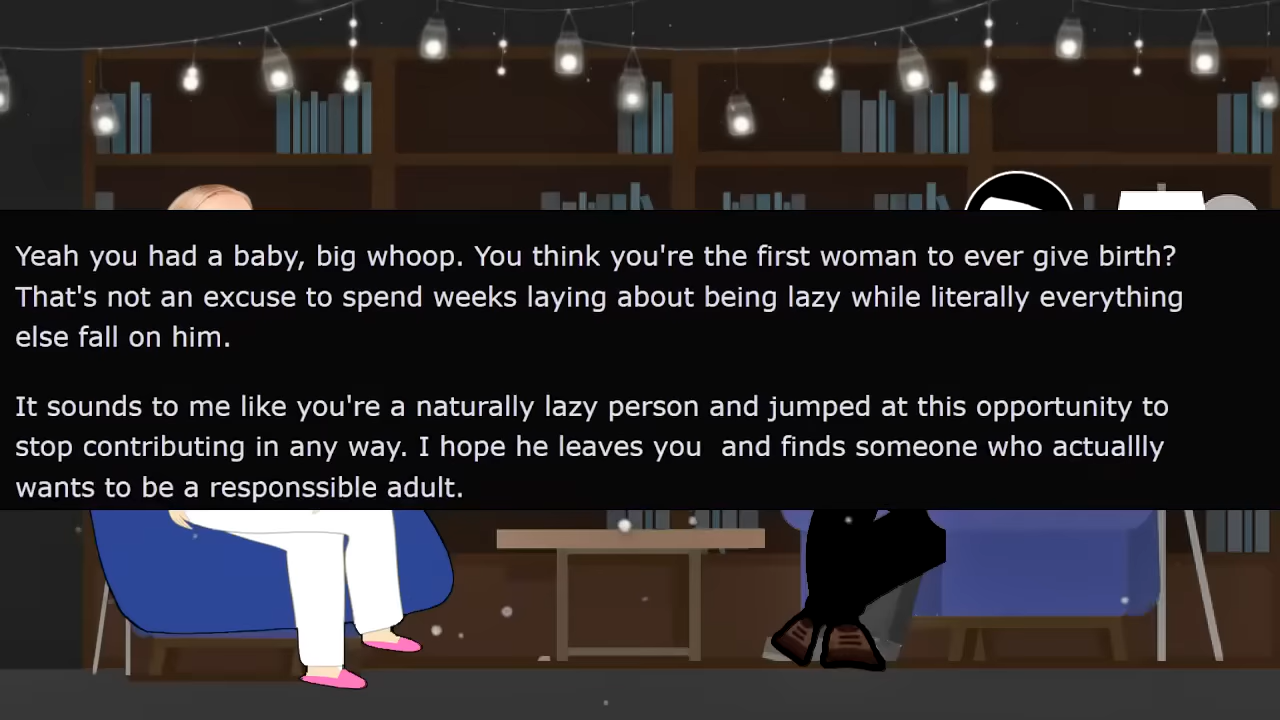 Yeah you had a baby, big whoop. You think you're the first woman to ever give birth?
That's not an excuse to spend weeks laying about being lazy while literally everything
else fall on him.
It sounds to me like you're a naturally lazy person and jumped at this opportunity to
stop contributing in any way. I hope he leaves you  and finds someone who actuallly
wants to be a responssible adult.